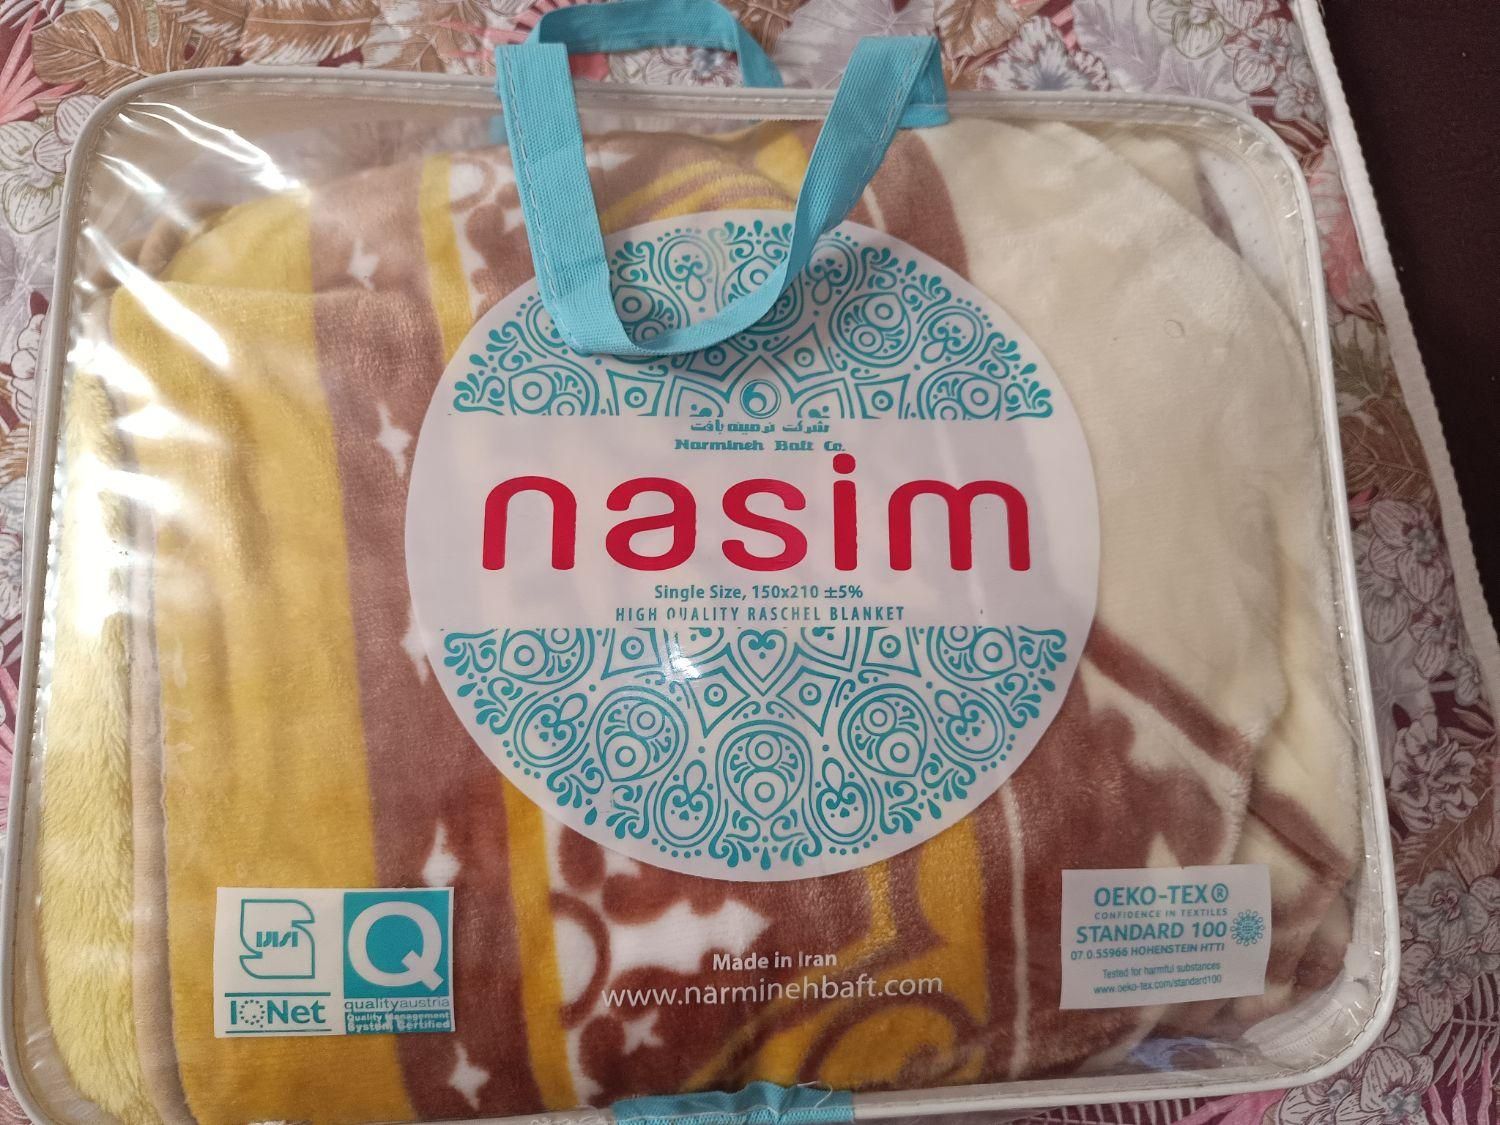 شرکت نرمینه بافت
Narmineh Baft Co.
nasim
Single Size, 150x210 ±5%
HIGH QUALITY RASCHEL BLANKET
Made in Iran
www.narminehbaft.com
IQNet
Q
qualityaustria
Quality Management
System Certified
OEKO-TEX®
CONFIDENCE IN TEXTILES
STANDARD 100
07.0.55966 HOHENSTEIN HTTI
Tested for harmful substances
www.oeko-tex.com/standard100